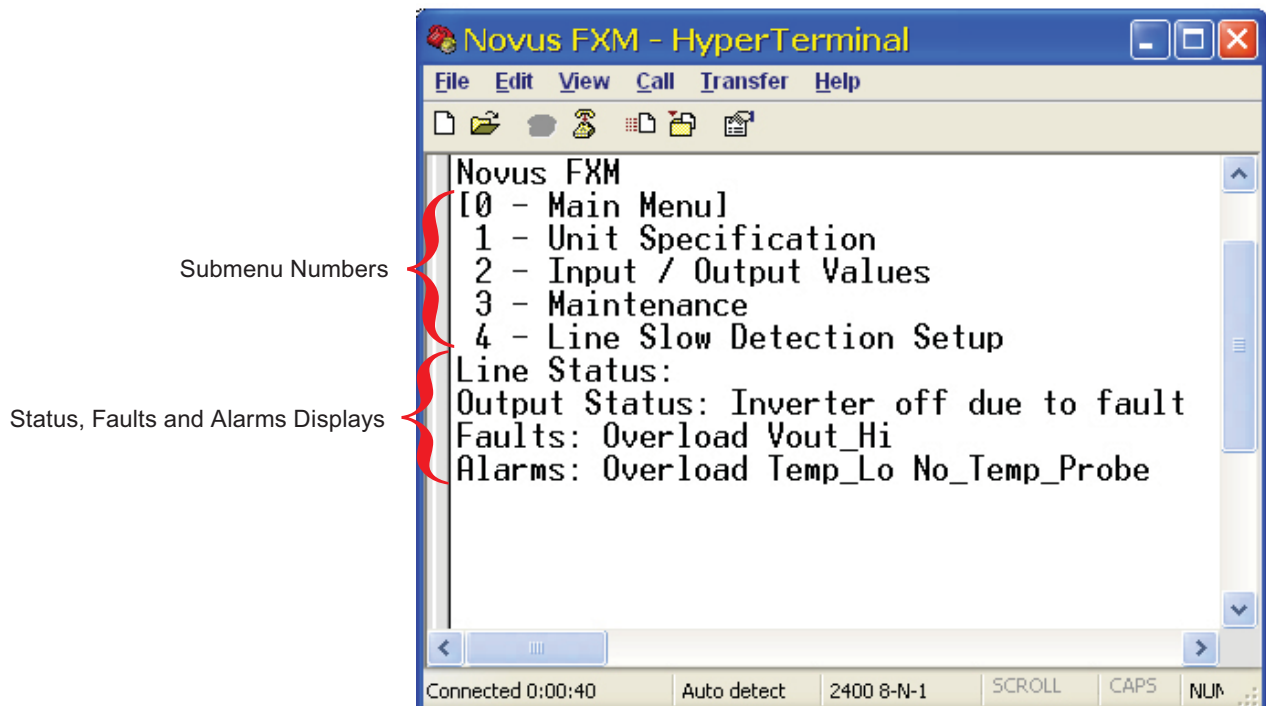 Novus FXM - HyperTerminal
File Edit View Call Transfer Help
Novus FXM
[0 - Main Menu]
1 - Unit Specification
2 - Input / Output Values
3 - Maintenance
4 - Line Slow Detection Setup
Submenu Numbers
Line Status:
Output Status: Inverter off due to fault
Faults: Overload Vout_Hi
Alarms: Overload Temp_Lo No_Temp_Probe
Status, Faults and Alarms Displays
Connected 0:00:40 Auto detect 2400 8-N-1 SCROLL CAPS